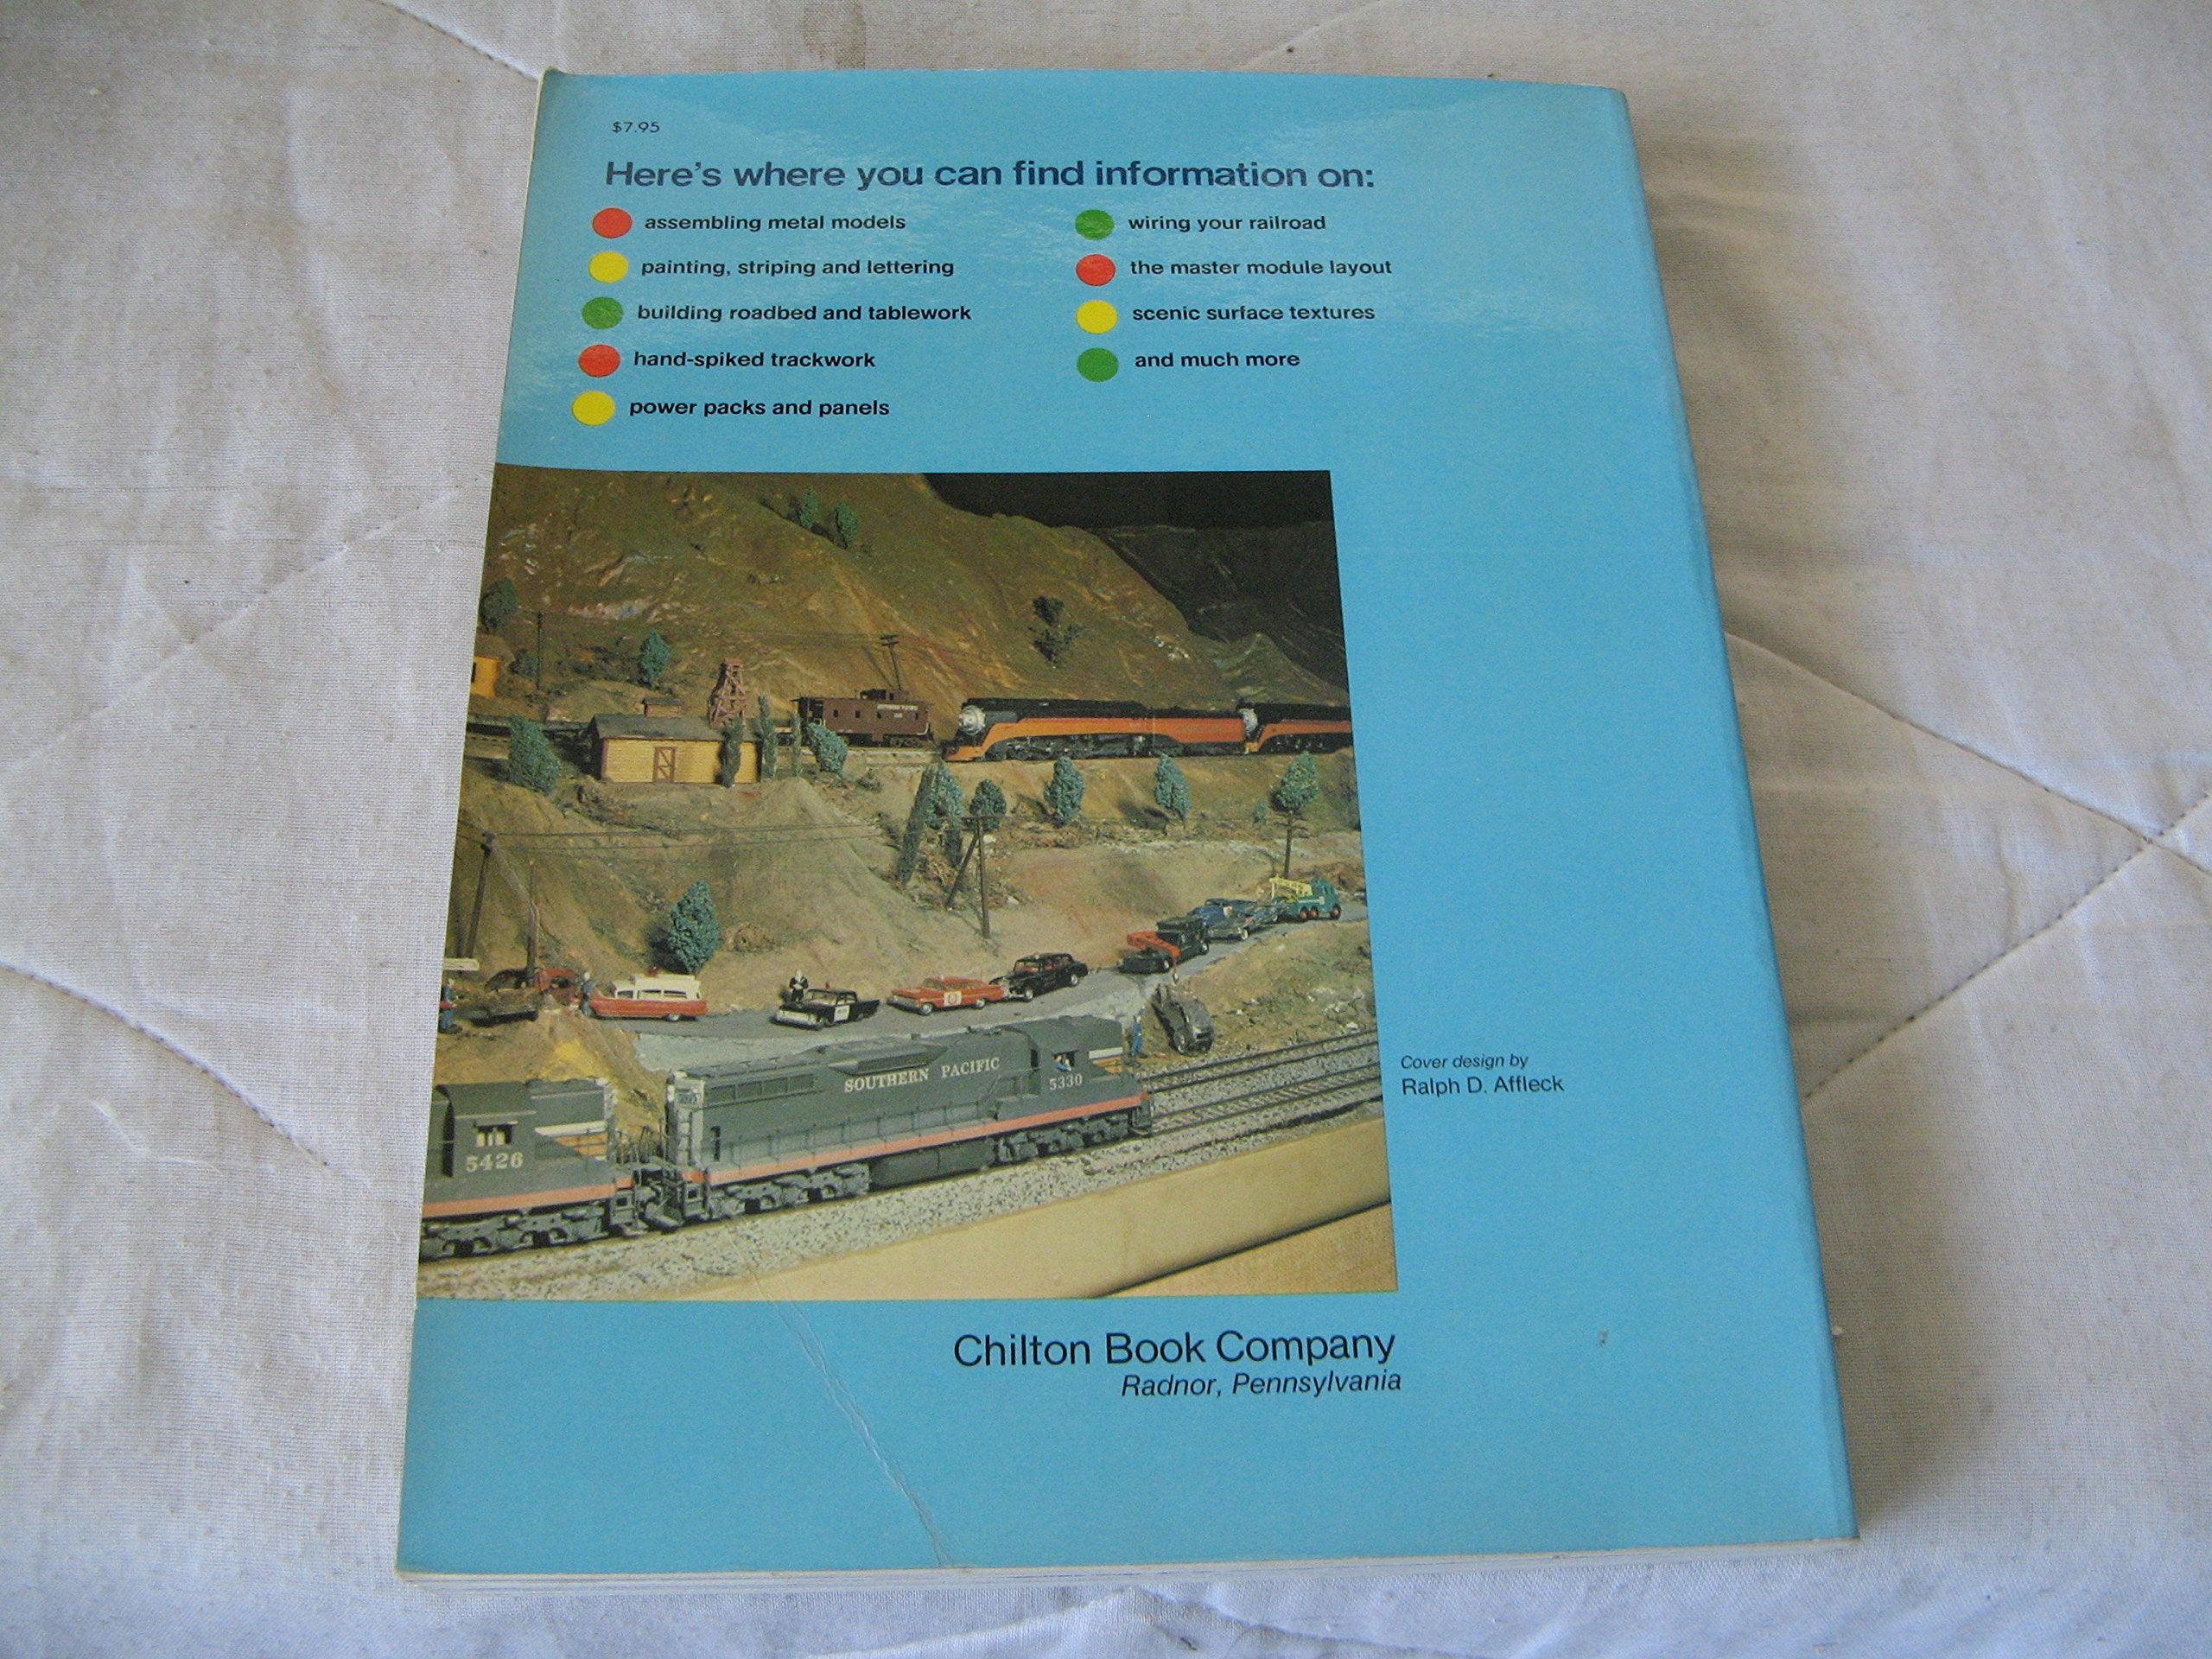 $7.95
Here's where you can find information on:
assembling metal models
painting, striping and lettering
building roadbed and tablework
hand-spiked trackwork
power packs and panels
wiring your railroad
the master module layout
scenic surface textures
and much more
SOUTHERN PACIFIC
5330
5426
Cover design by
Ralph D. Affleck
Chilton Book Company
Radnor, Pennsylvania